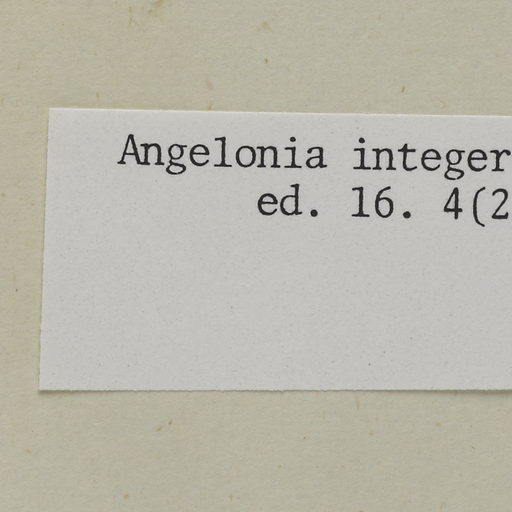 Angelonia integer
ed. 16. 4(2